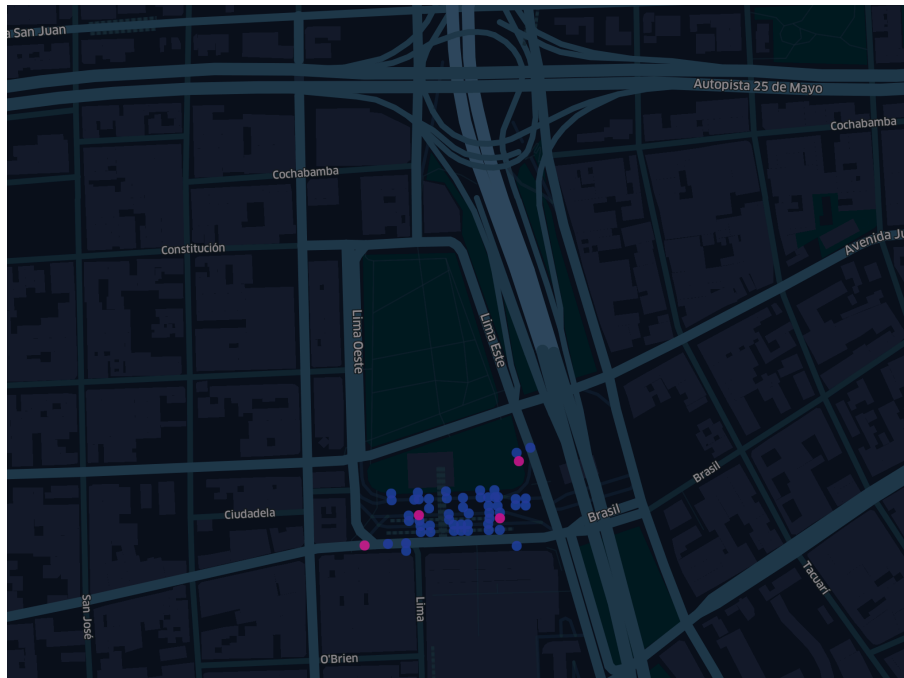 a San Juan
Autopista 25 de Mayo
Cochabamba
Cochabamba
Avenida Ju
Constitución
Lima Oeste
Lima Este
Brasil
Brasil
Ciudadela
Tacuarí
San José
Lima
O'Brien